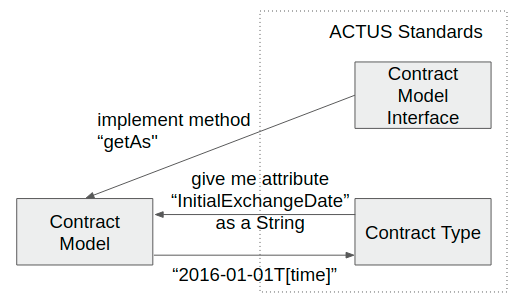 ACTUS Standards
Contract
Model
Interface
implement method
“getAs"
give me attribute
“InitialExchangeDate”
as a String
Contract
Model
Contract Type
“2016-01-01T[time]”